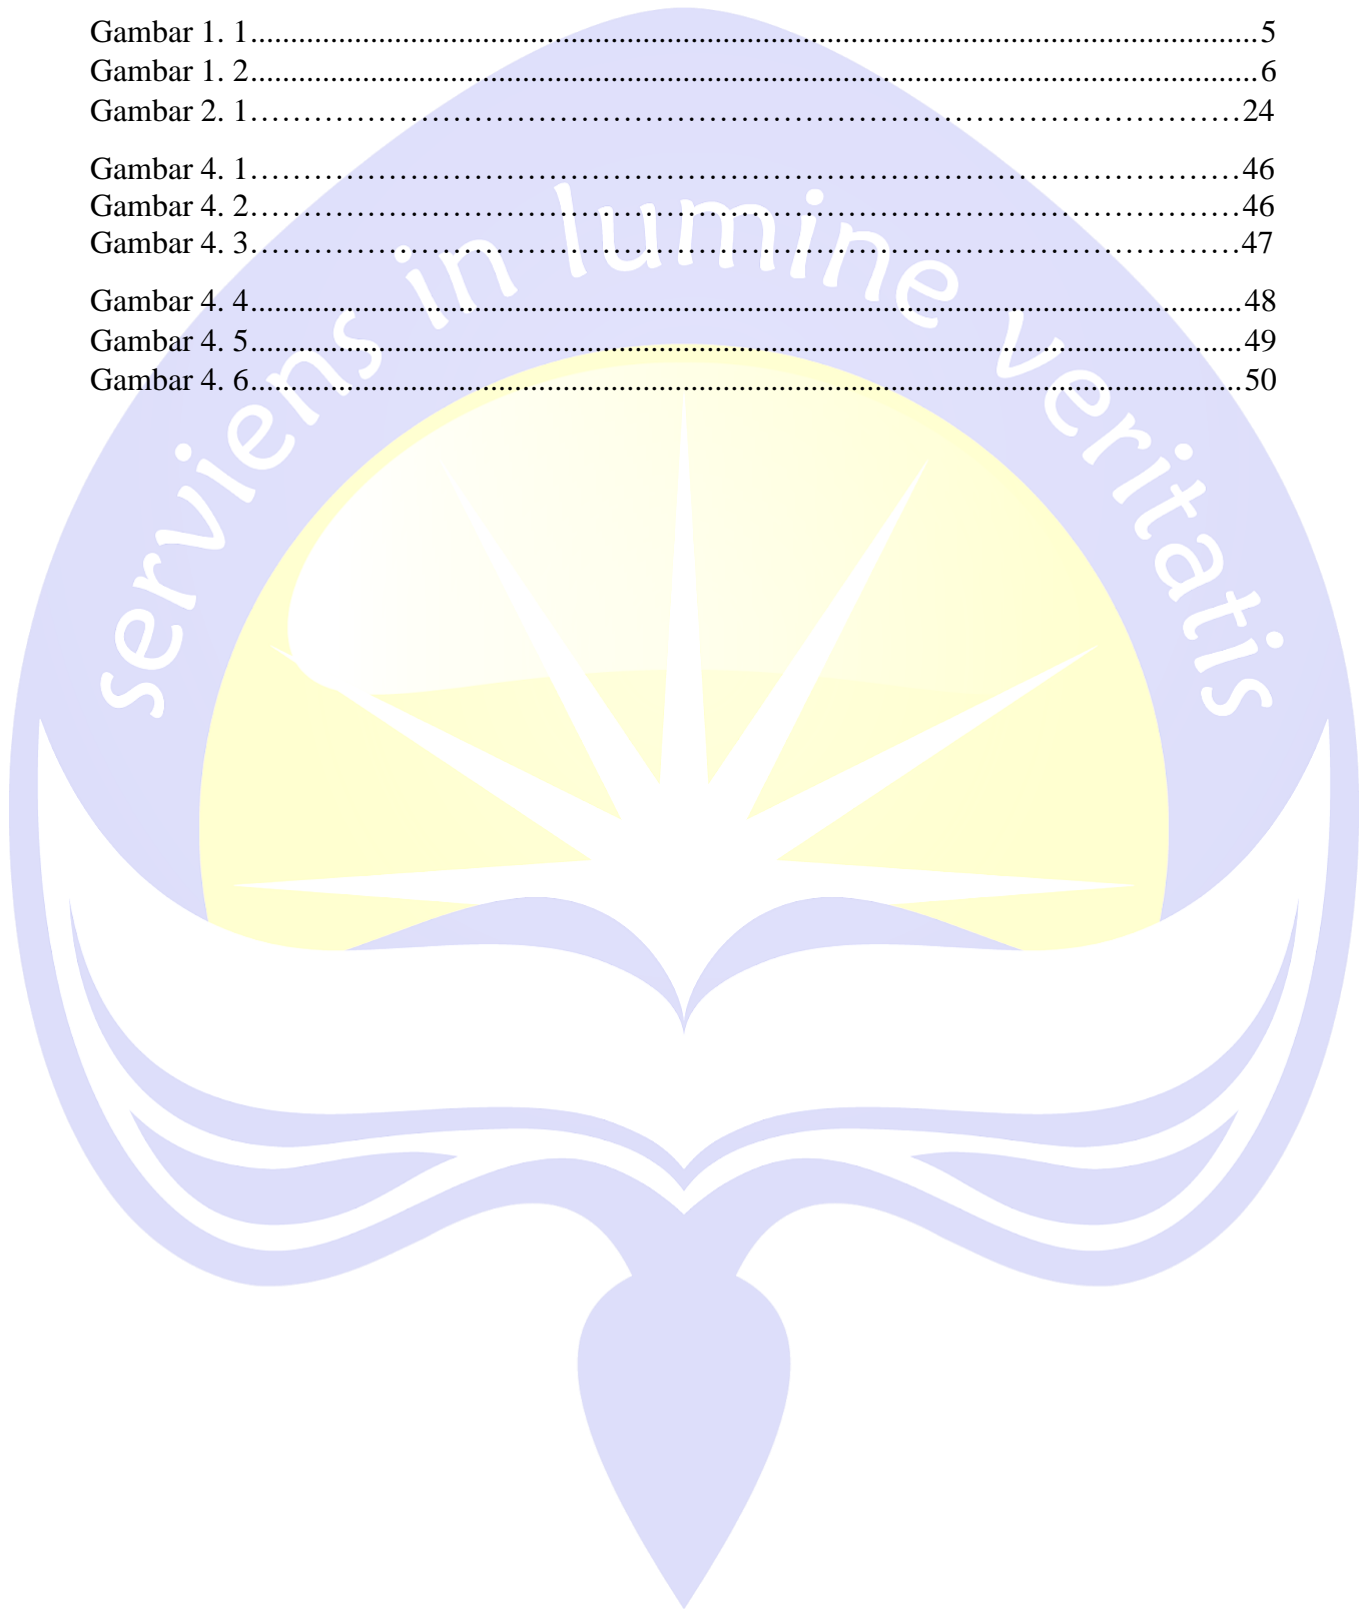 Gambar 1. 1............................................................................................................................5
Gambar 1. 2............................................................................................................................6
Gambar 2. 1……………………………………………………………………………………24
Gambar 4. 1……………………………………………………………………………………46
Gambar 4. 2……………………………………………………………………………………46
Gambar 4. 3……………………………………………………………………………………47
Gambar 4. 4..........................................................................................................................48
Gambar 4. 5..........................................................................................................................49
Gambar 4. 6..........................................................................................................................50
serviens in lumine veritatis